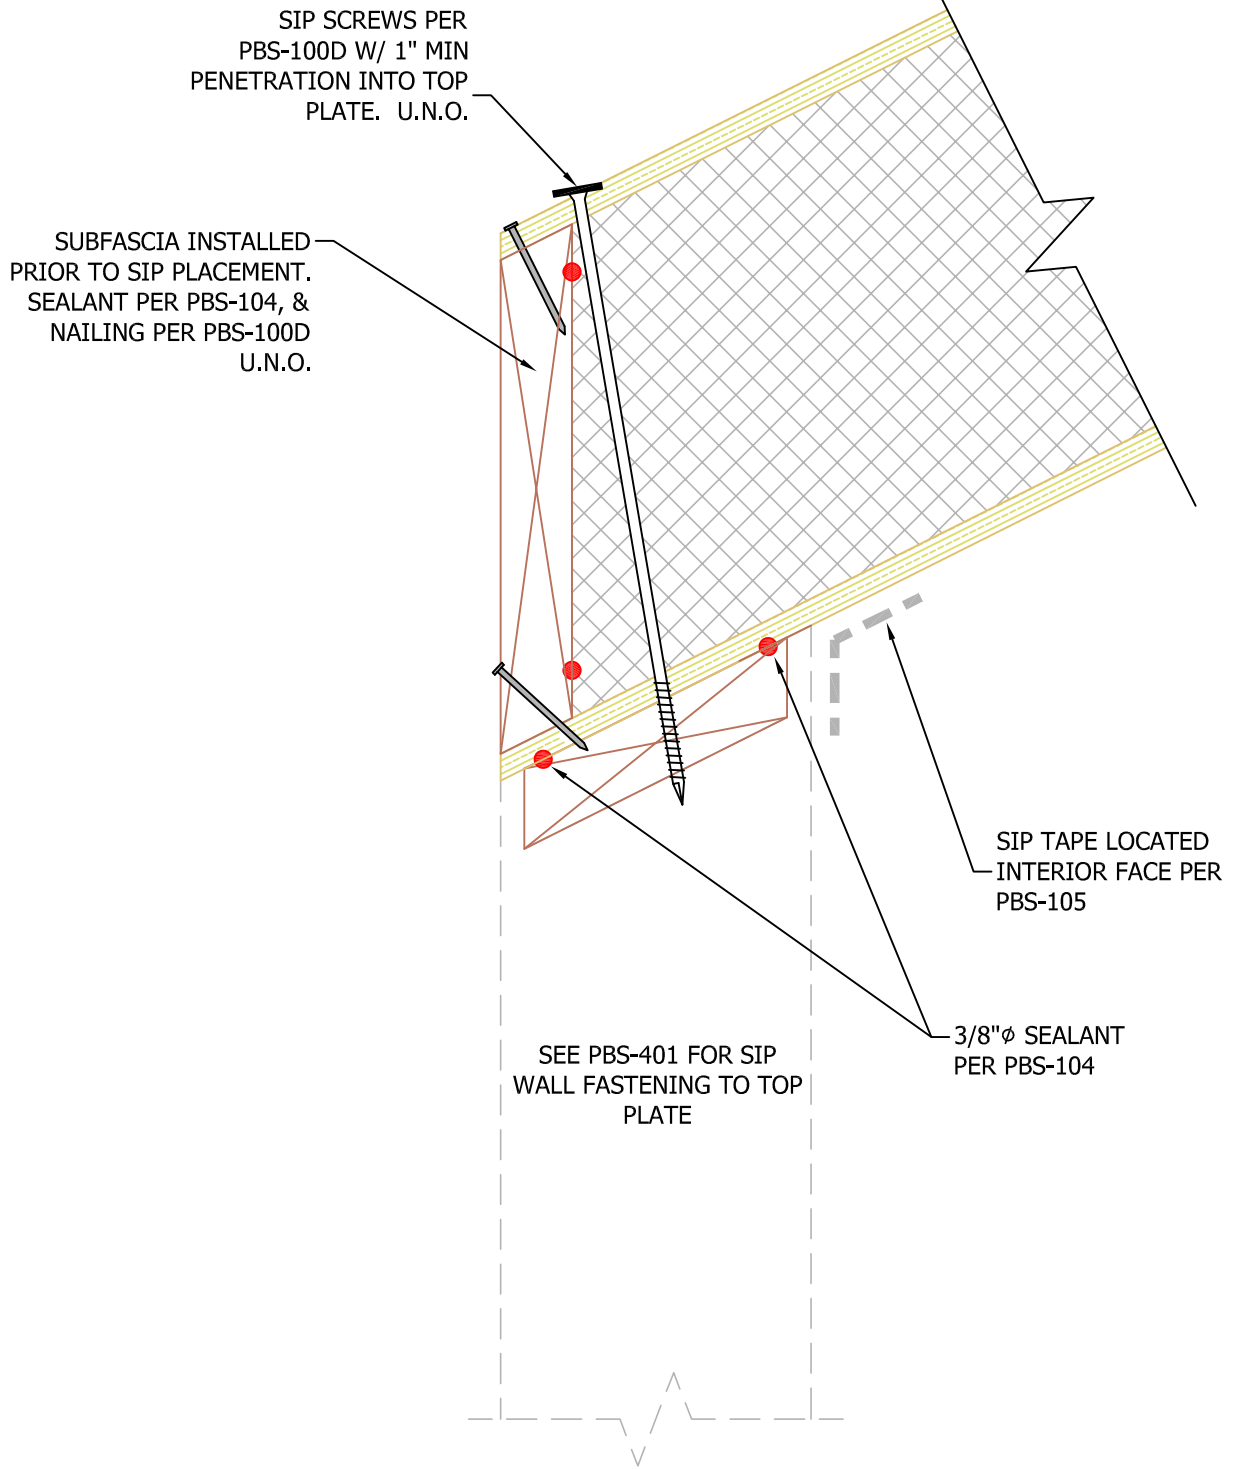 SIP SCREWS PER
PBS-100D W/ 1" MIN
PENETRATION INTO TOP
PLATE. U.N.O.
SUBFASCIA INSTALLED
PRIOR TO SIP PLACEMENT.
SEALANT PER PBS-104, &
NAILING PER PBS-100D
U.N.O.
SIP TAPE LOCATED
INTERIOR FACE PER
PBS-105
3/8"⌀ SEALANT
PER PBS-104
SEE PBS-401 FOR SIP
WALL FASTENING TO TOP
PLATE